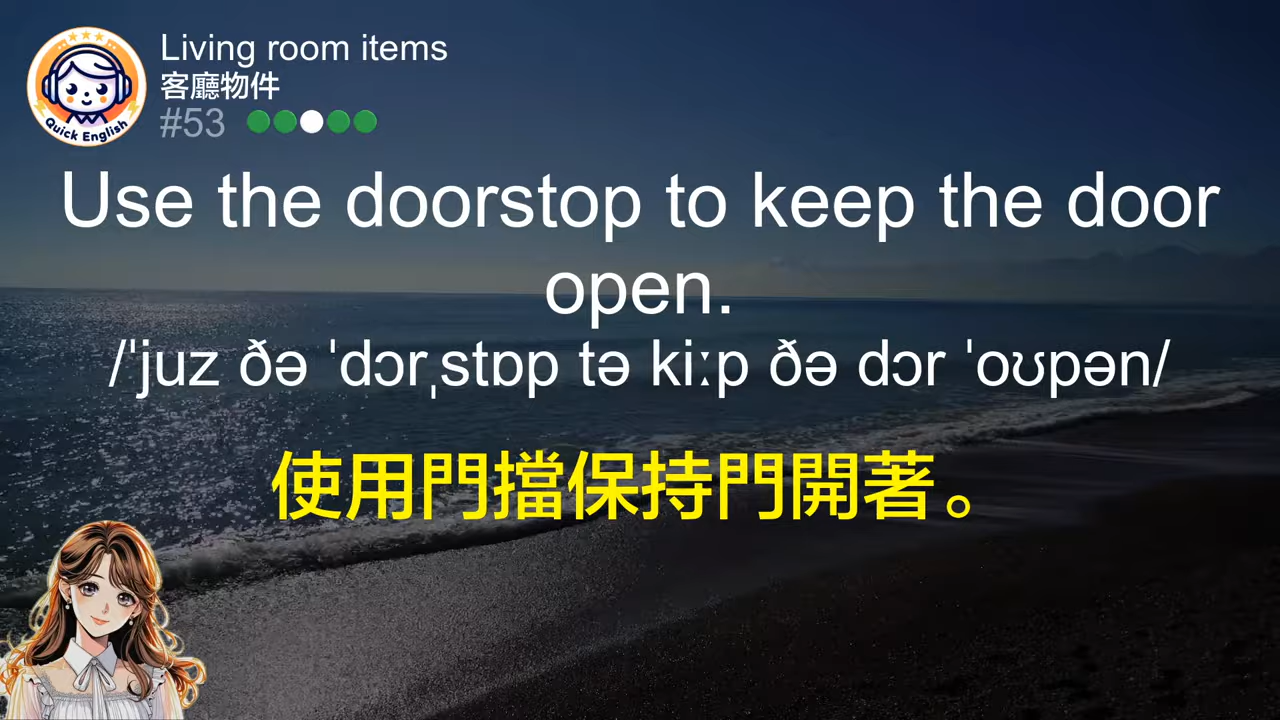 Living room items
客廳物件
#53
Quick English
Use the doorstop to keep the door
open.
/ˈjuz ðə ˈdɔrˌstɒp tə kiːp ðə dɔr ˈoʊpən/
使用門擋保持門開著。